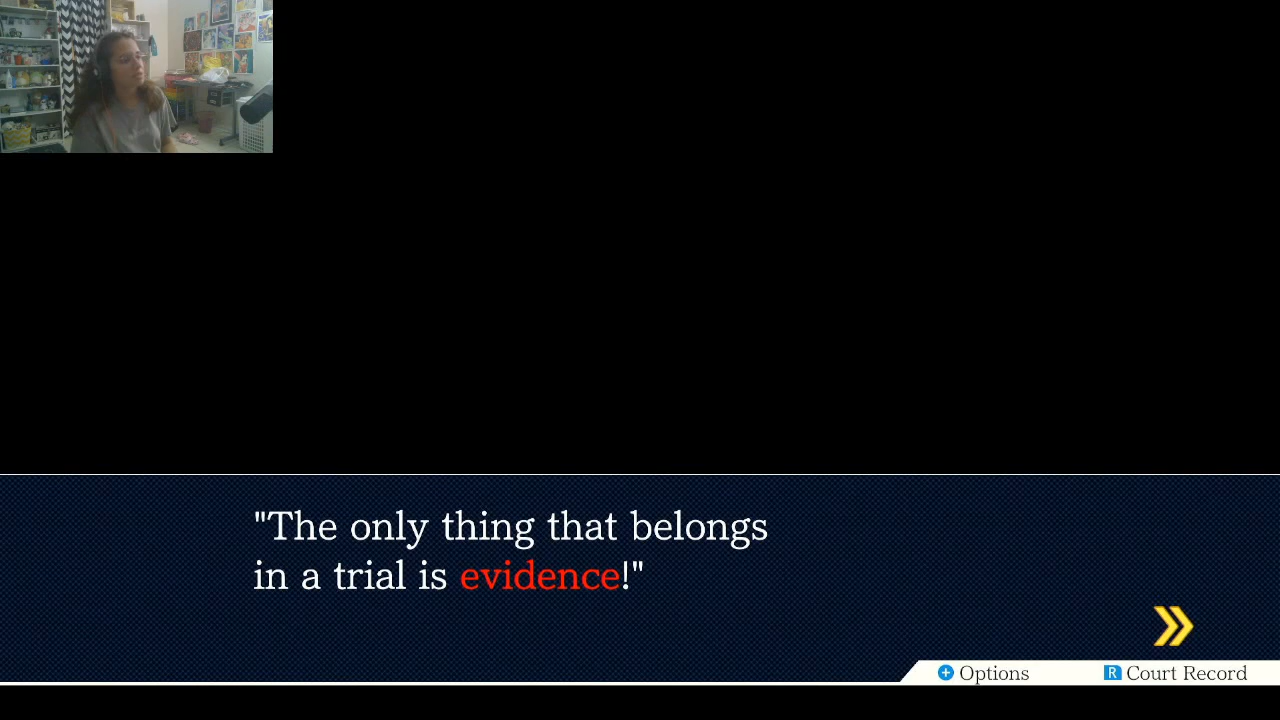 "The only thing that belongs
in a trial is evidence!"
+ Options
R Court Record